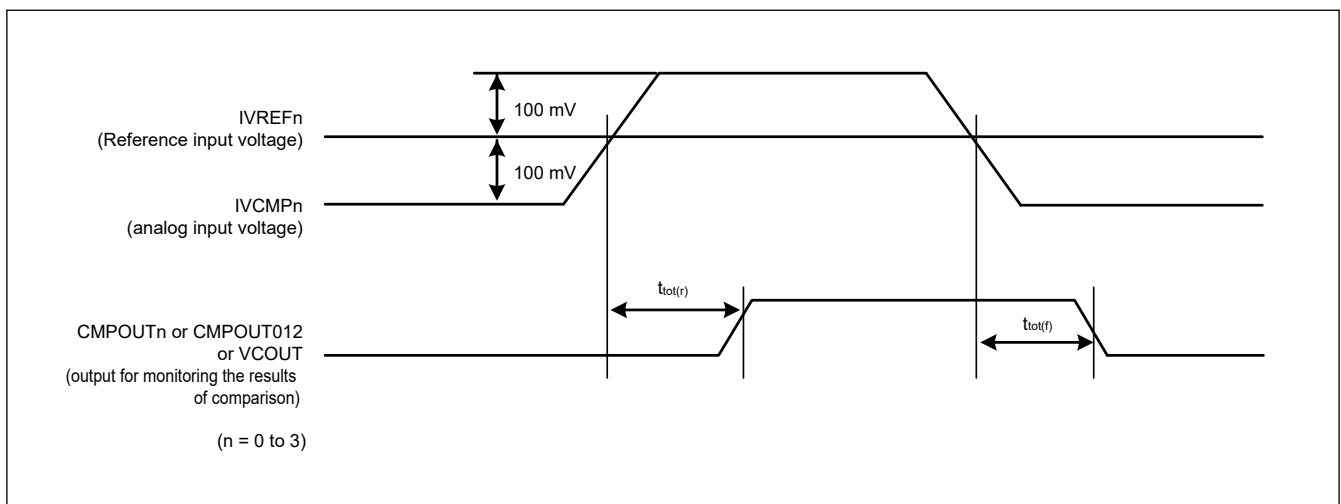 100 mV
IVREFn
(Reference input voltage)
100 mV
IVCMPn
(analog input voltage)
ttot(r)
CMPOUTn or CMPOUT012
or VCOUT
(output for monitoring the results
of comparison)
ttot(f)
(n = 0 to 3)